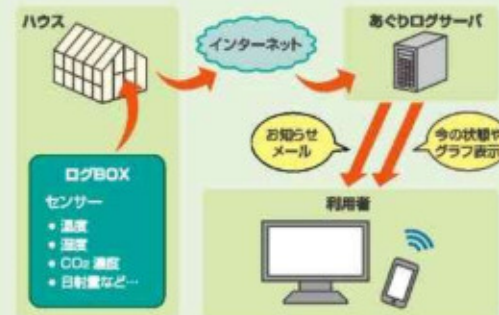 ハウス
インターネット
あぐりログサーバ
お知らせ
メール
今の状態や
グラフ表示
ログBOX
センサー
• 温度
• 湿度
• CO₂ 濃度
• 日射量など…
利用者